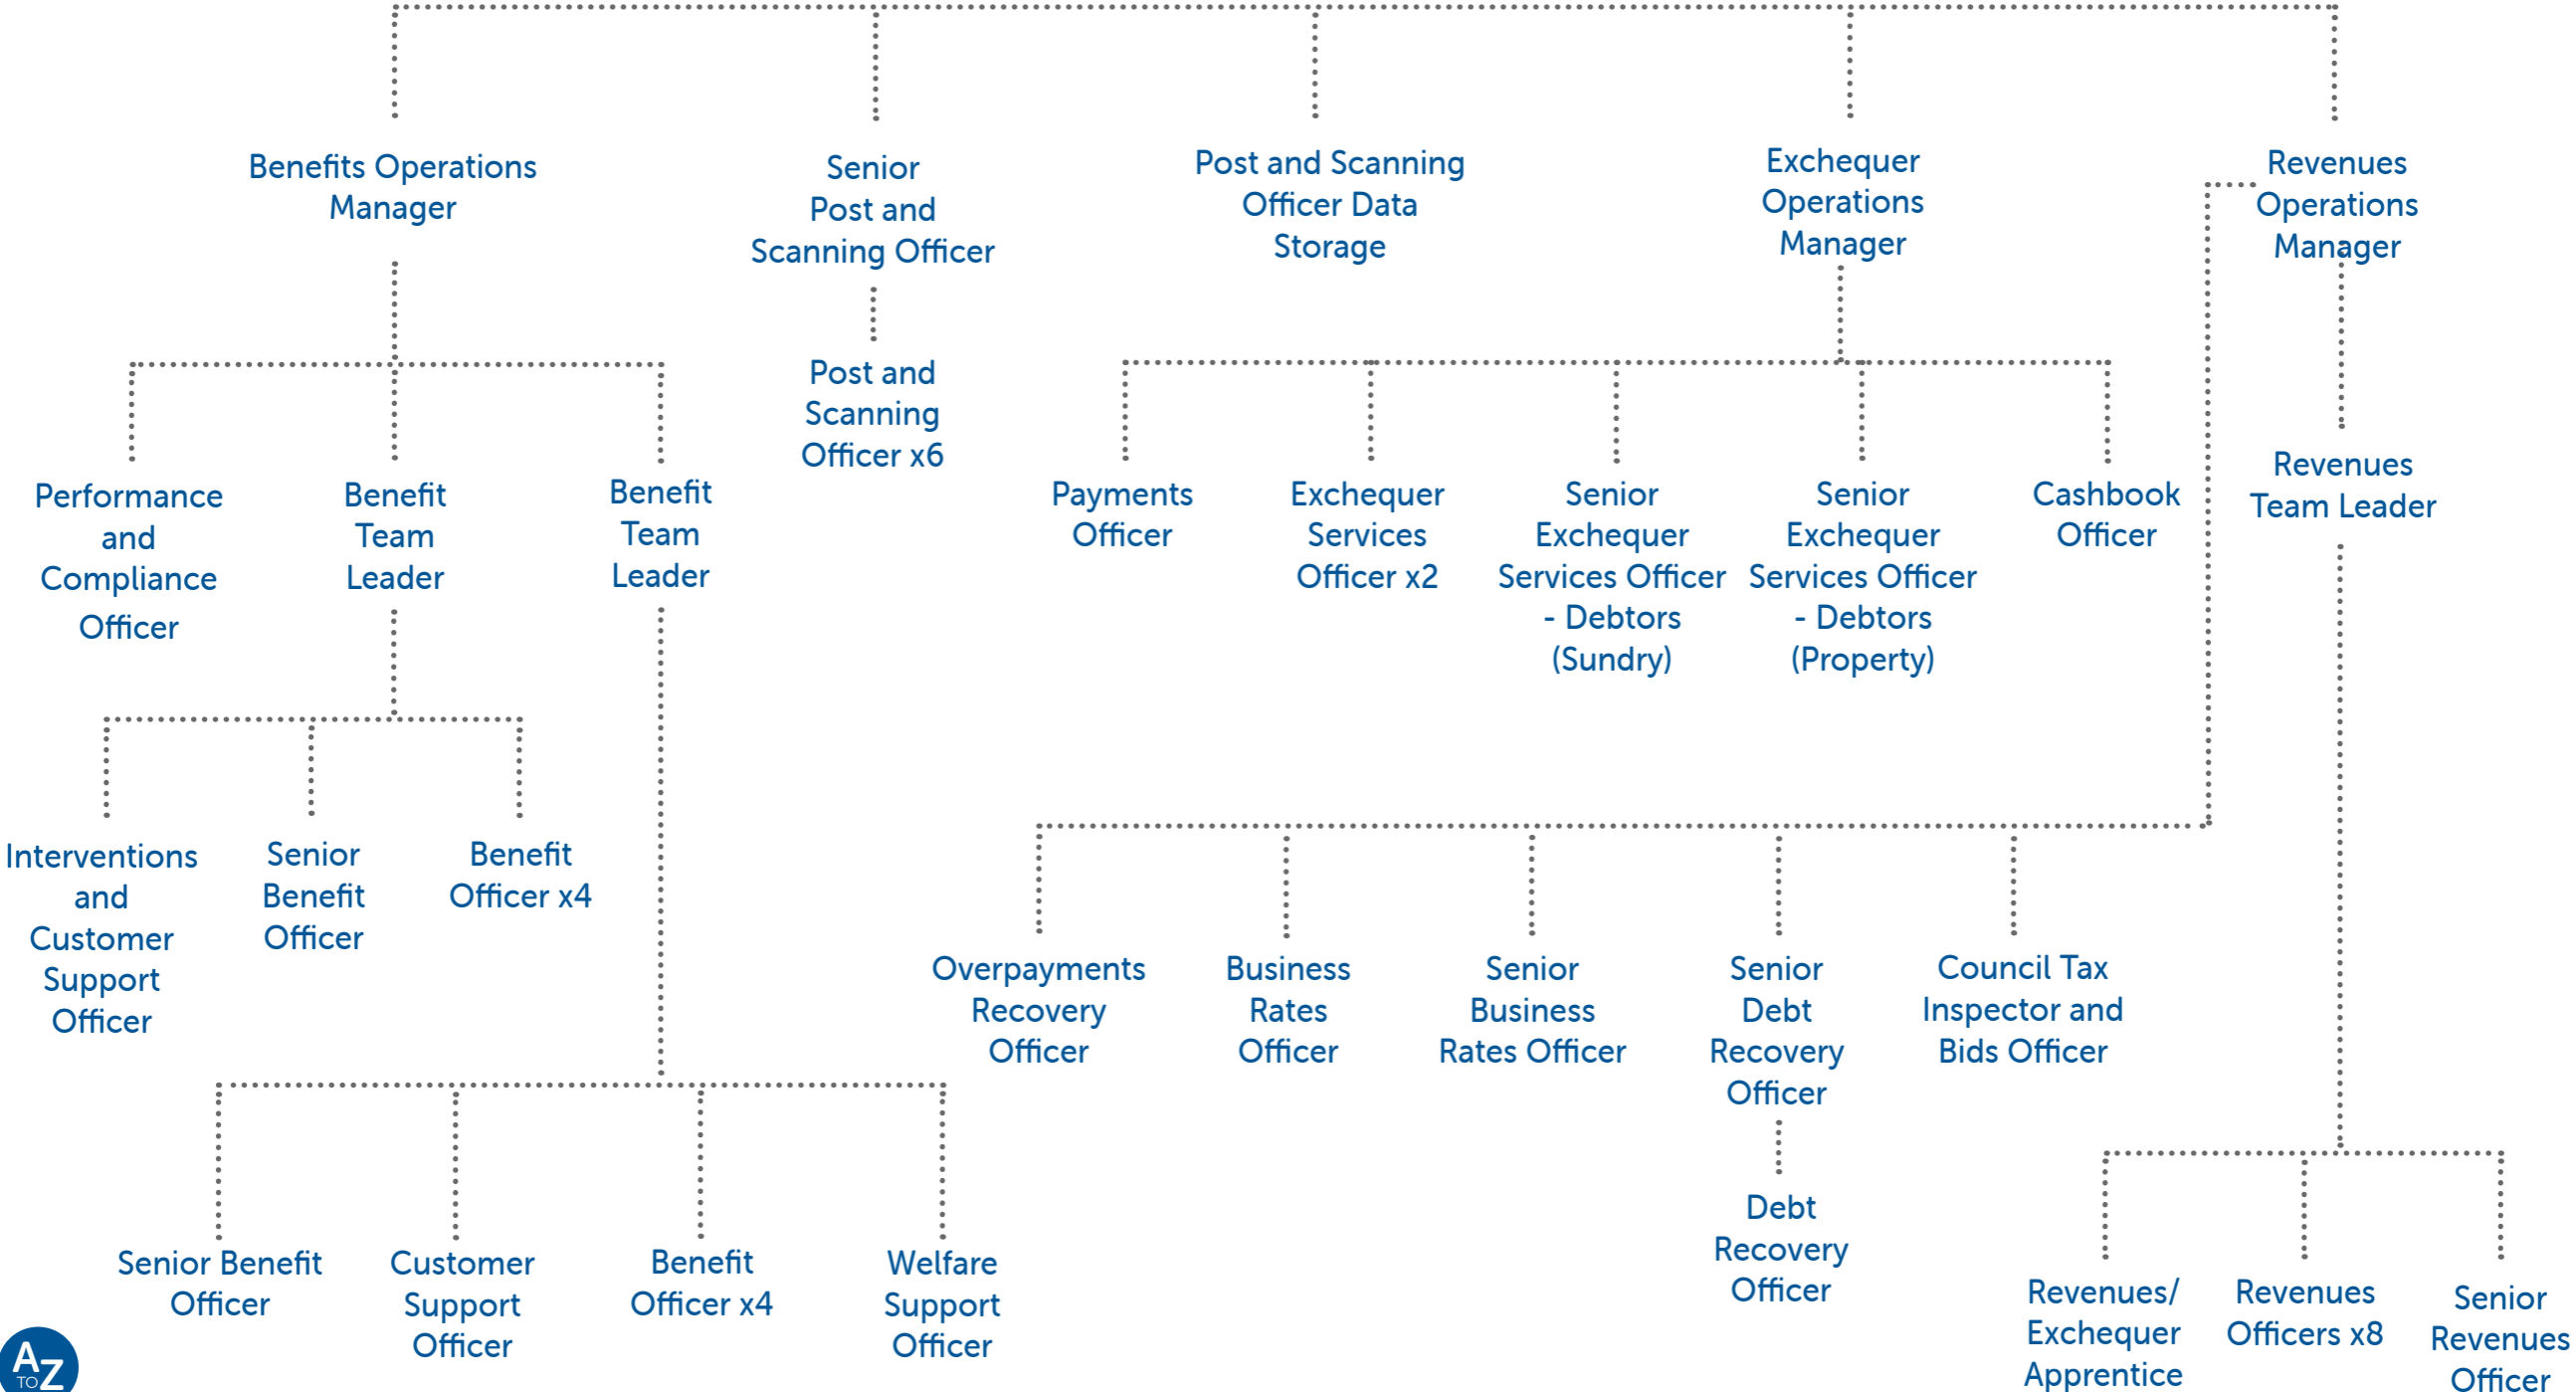 Benefits Operations
Manager
Senior
Post and
Scanning Officer
Post and Scanning
Officer Data
Storage
Exchequer
Operations
Manager
Revenues
Operations
Manager
Post and
Scanning
Officer x6
Performance
and
Compliance
Officer
Benefit
Team
Leader
Benefit
Team
Leader
Payments
Officer
Exchequer
Services
Officer x2
Senior
Exchequer
Services Officer
- Debtors
(Sundry)
Senior
Exchequer
Services Officer
- Debtors
(Property)
Cashbook
Officer
Revenues
Team Leader
Interventions
and
Customer
Support
Officer
Senior
Benefit
Officer
Benefit
Officer x4
Overpayments
Recovery
Officer
Business
Rates
Officer
Senior
Business
Rates Officer
Senior
Debt
Recovery
Officer
Council Tax
Inspector and
Bids Officer
Debt
Recovery
Officer
Senior Benefit
Officer
Customer
Support
Officer
Benefit
Officer x4
Welfare
Support
Officer
Revenues/
Exchequer
Apprentice
Revenues
Officers x8
Senior
Revenues
Officer
A
TO Z